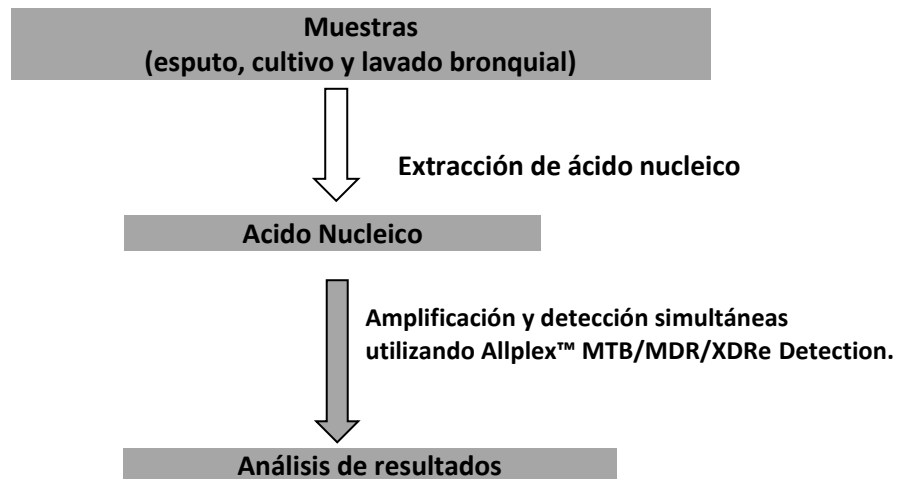 Muestras
(esputo, cultivo y lavado bronquial)
Extracción de ácido nucleico
Acido Nucleico
Amplificación y detección simultáneas
utilizando Allplex™ MTB/MDR/XDRe Detection.
Análisis de resultados